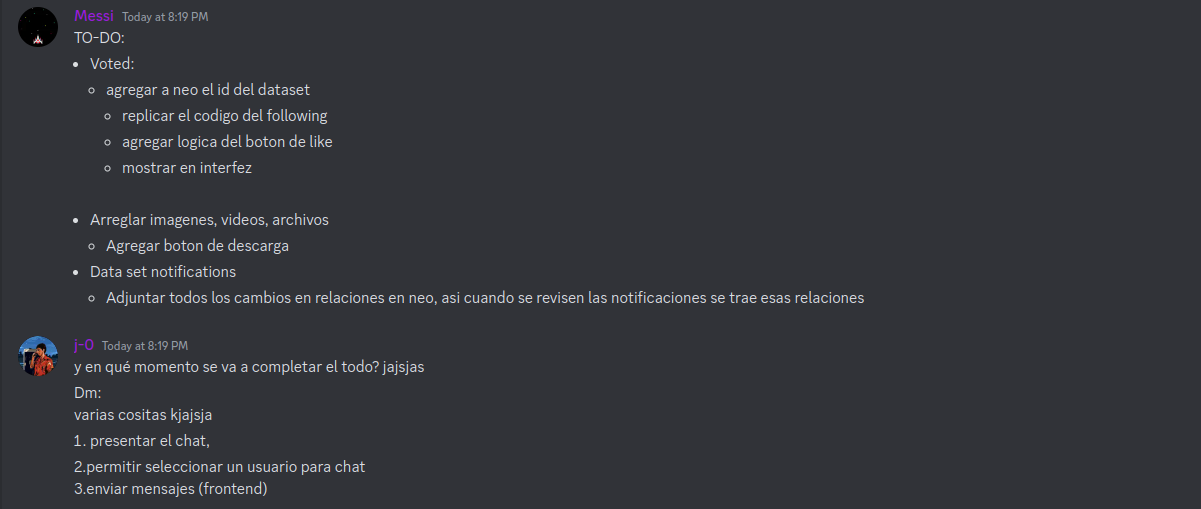 Messi Today at 8:19 PM
TO-DO:
• Voted:
◦ agregar a neo el id del dataset
◦ replicar el codigo del following
◦ agregar logica del boton de like
◦ mostrar en interfez
• Arreglar imagenes, videos, archivos
◦ Agregar boton de descarga
• Data set notifications
◦ Adjuntar todos los cambios en relaciones en neo, asi cuando se revisen las notificaciones se trae esas relaciones
j-0 Today at 8:19 PM
y en qué momento se va a completar el todo? jajsjas
Dm:
varias cositas kjajsja
1. presentar el chat,
2.permitir seleccionar un usuario para chat
3.enviar mensajes (frontend)